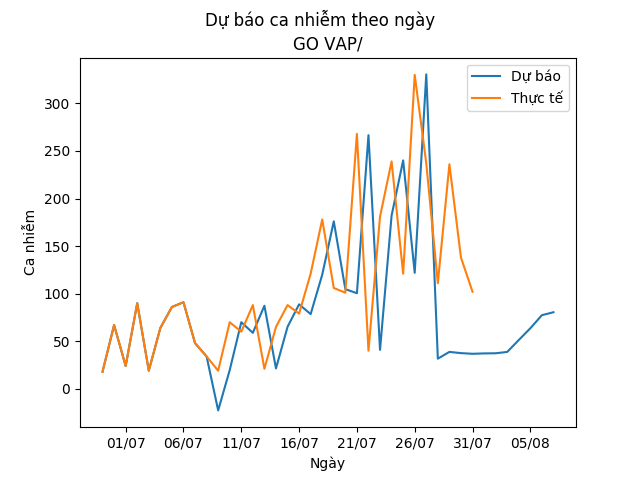 Dự báo ca nhiễm theo ngày
GO VAP/
Dự báo
Thực tế
Ca nhiễm
300
250
200
150
100
50
0
01/07 06/07 11/07 16/07 21/07 26/07 31/07 05/08
Ngày